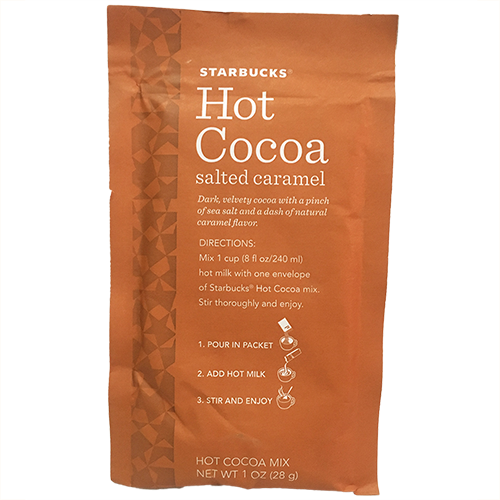 STARBUCKS®
Hot
Cocoa
salted caramel
Dark, velvety cocoa with a pinch
of sea salt and a dash of natural
caramel flavor.
DIRECTIONS:
Mix 1 cup (8 fl oz/240 ml)
hot milk with one envelope
of Starbucks® Hot Cocoa mix.
Stir thoroughly and enjoy.
1. POUR IN PACKET
2. ADD HOT MILK
3. STIR AND ENJOY
HOT COCOA MIX
NET WT 1 OZ (28 g)